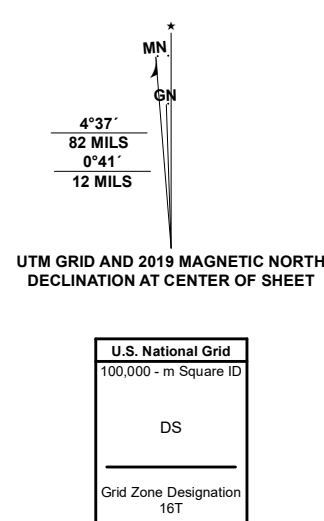 ★
MN.
GN
4°37´
82 MILS
0°41´
12 MILS
UTM GRID AND 2019 MAGNETIC NORTH
DECLINATION AT CENTER OF SHEET
U.S. National Grid
100,000 - m Square ID
DS
Grid Zone Designation
16T